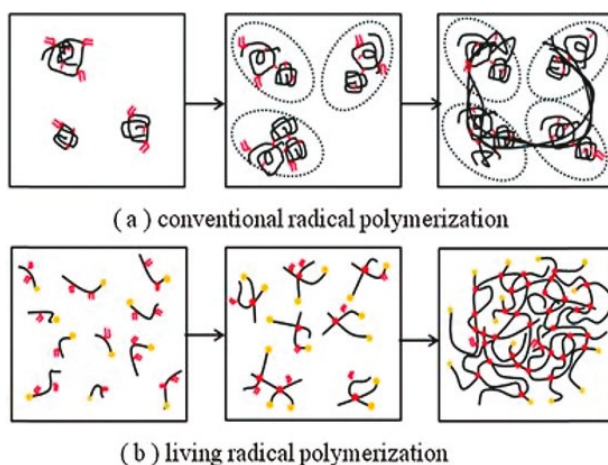 ( a ) conventional radical polymerization
( b ) living radical polymerization